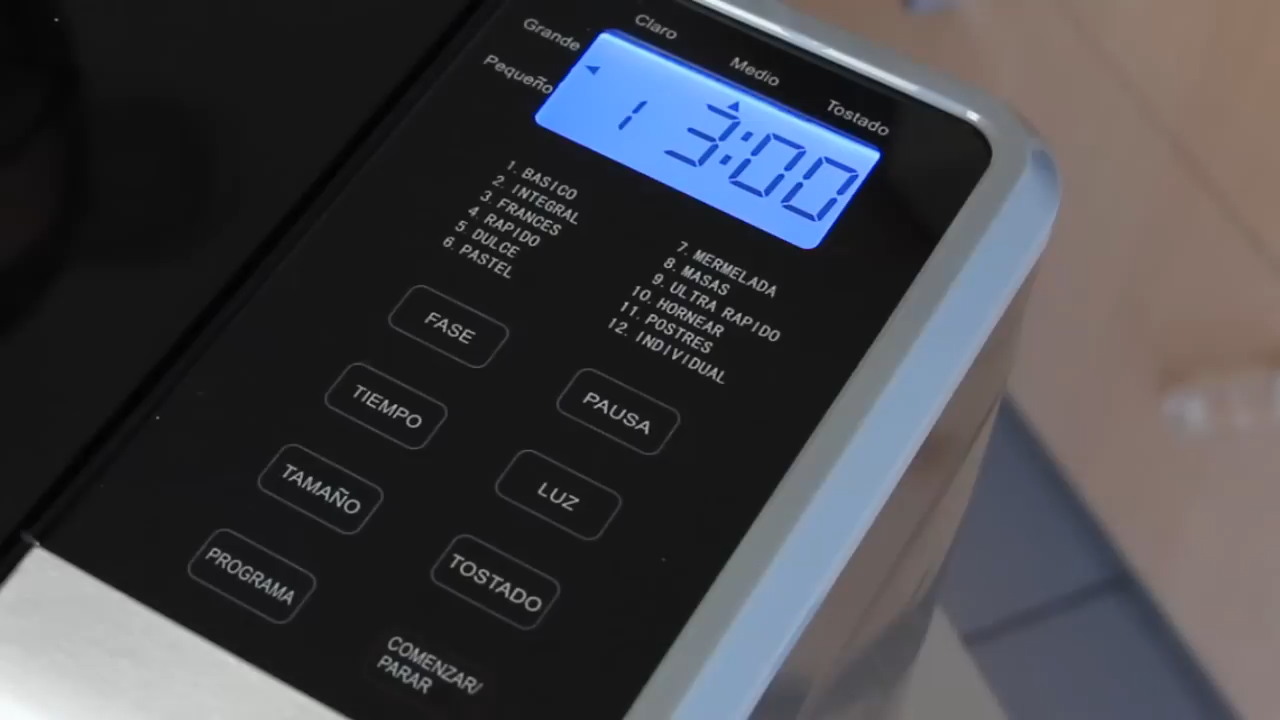 Claro
Grande
Medio
Pequeño
Tostado
1 3:00
1. BASICO
2. INTEGRAL
3. FRANCES
4. RAPIDO
5. DULCE
6. PASTEL
7. MERMELADA
8. MASAS
9. ULTRA RAPIDO
10. HORNEAR
11. POSTRES
12. INDIVIDUAL
FASE
PAUSA
TIEMPO
LUZ
TAMAÑO
TOSTADO
PROGRAMA
COMENZAR/
PARAR